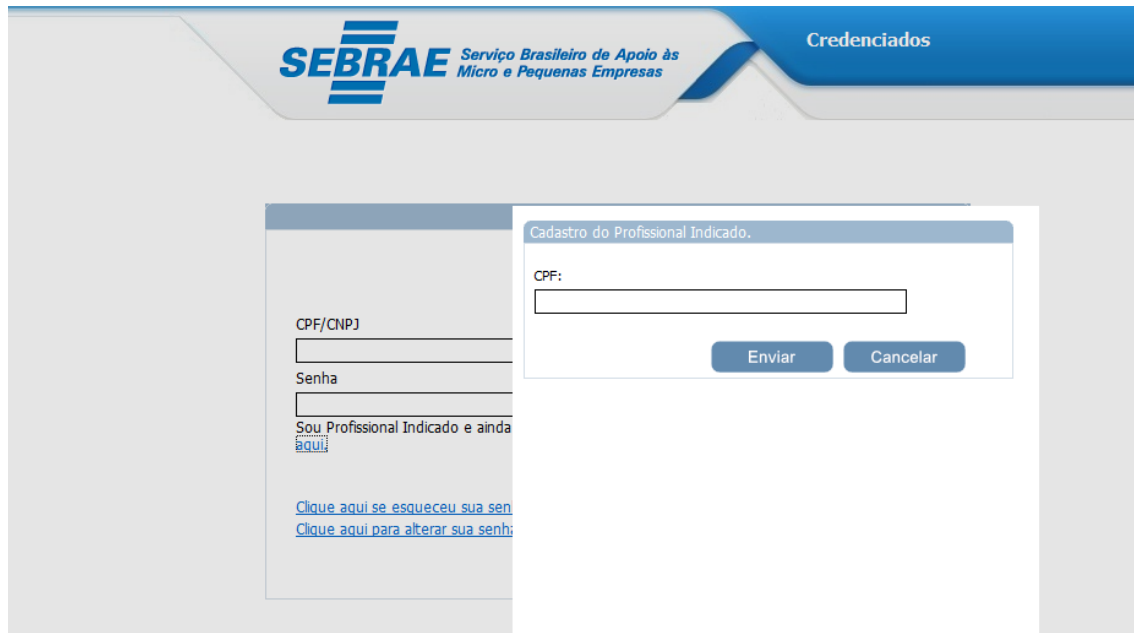 SEBRAE
Serviço Brasileiro de Apoio às
Micro e Pequenas Empresas
Credenciados
Cadastro do Profissional Indicado.
CPF:
Enviar Cancelar
CPF/CNPJ
Senha
Sou Profissional Indicado e ainda
aqui.
Clique aqui se esqueceu sua sen
Clique aqui para alterar sua senha